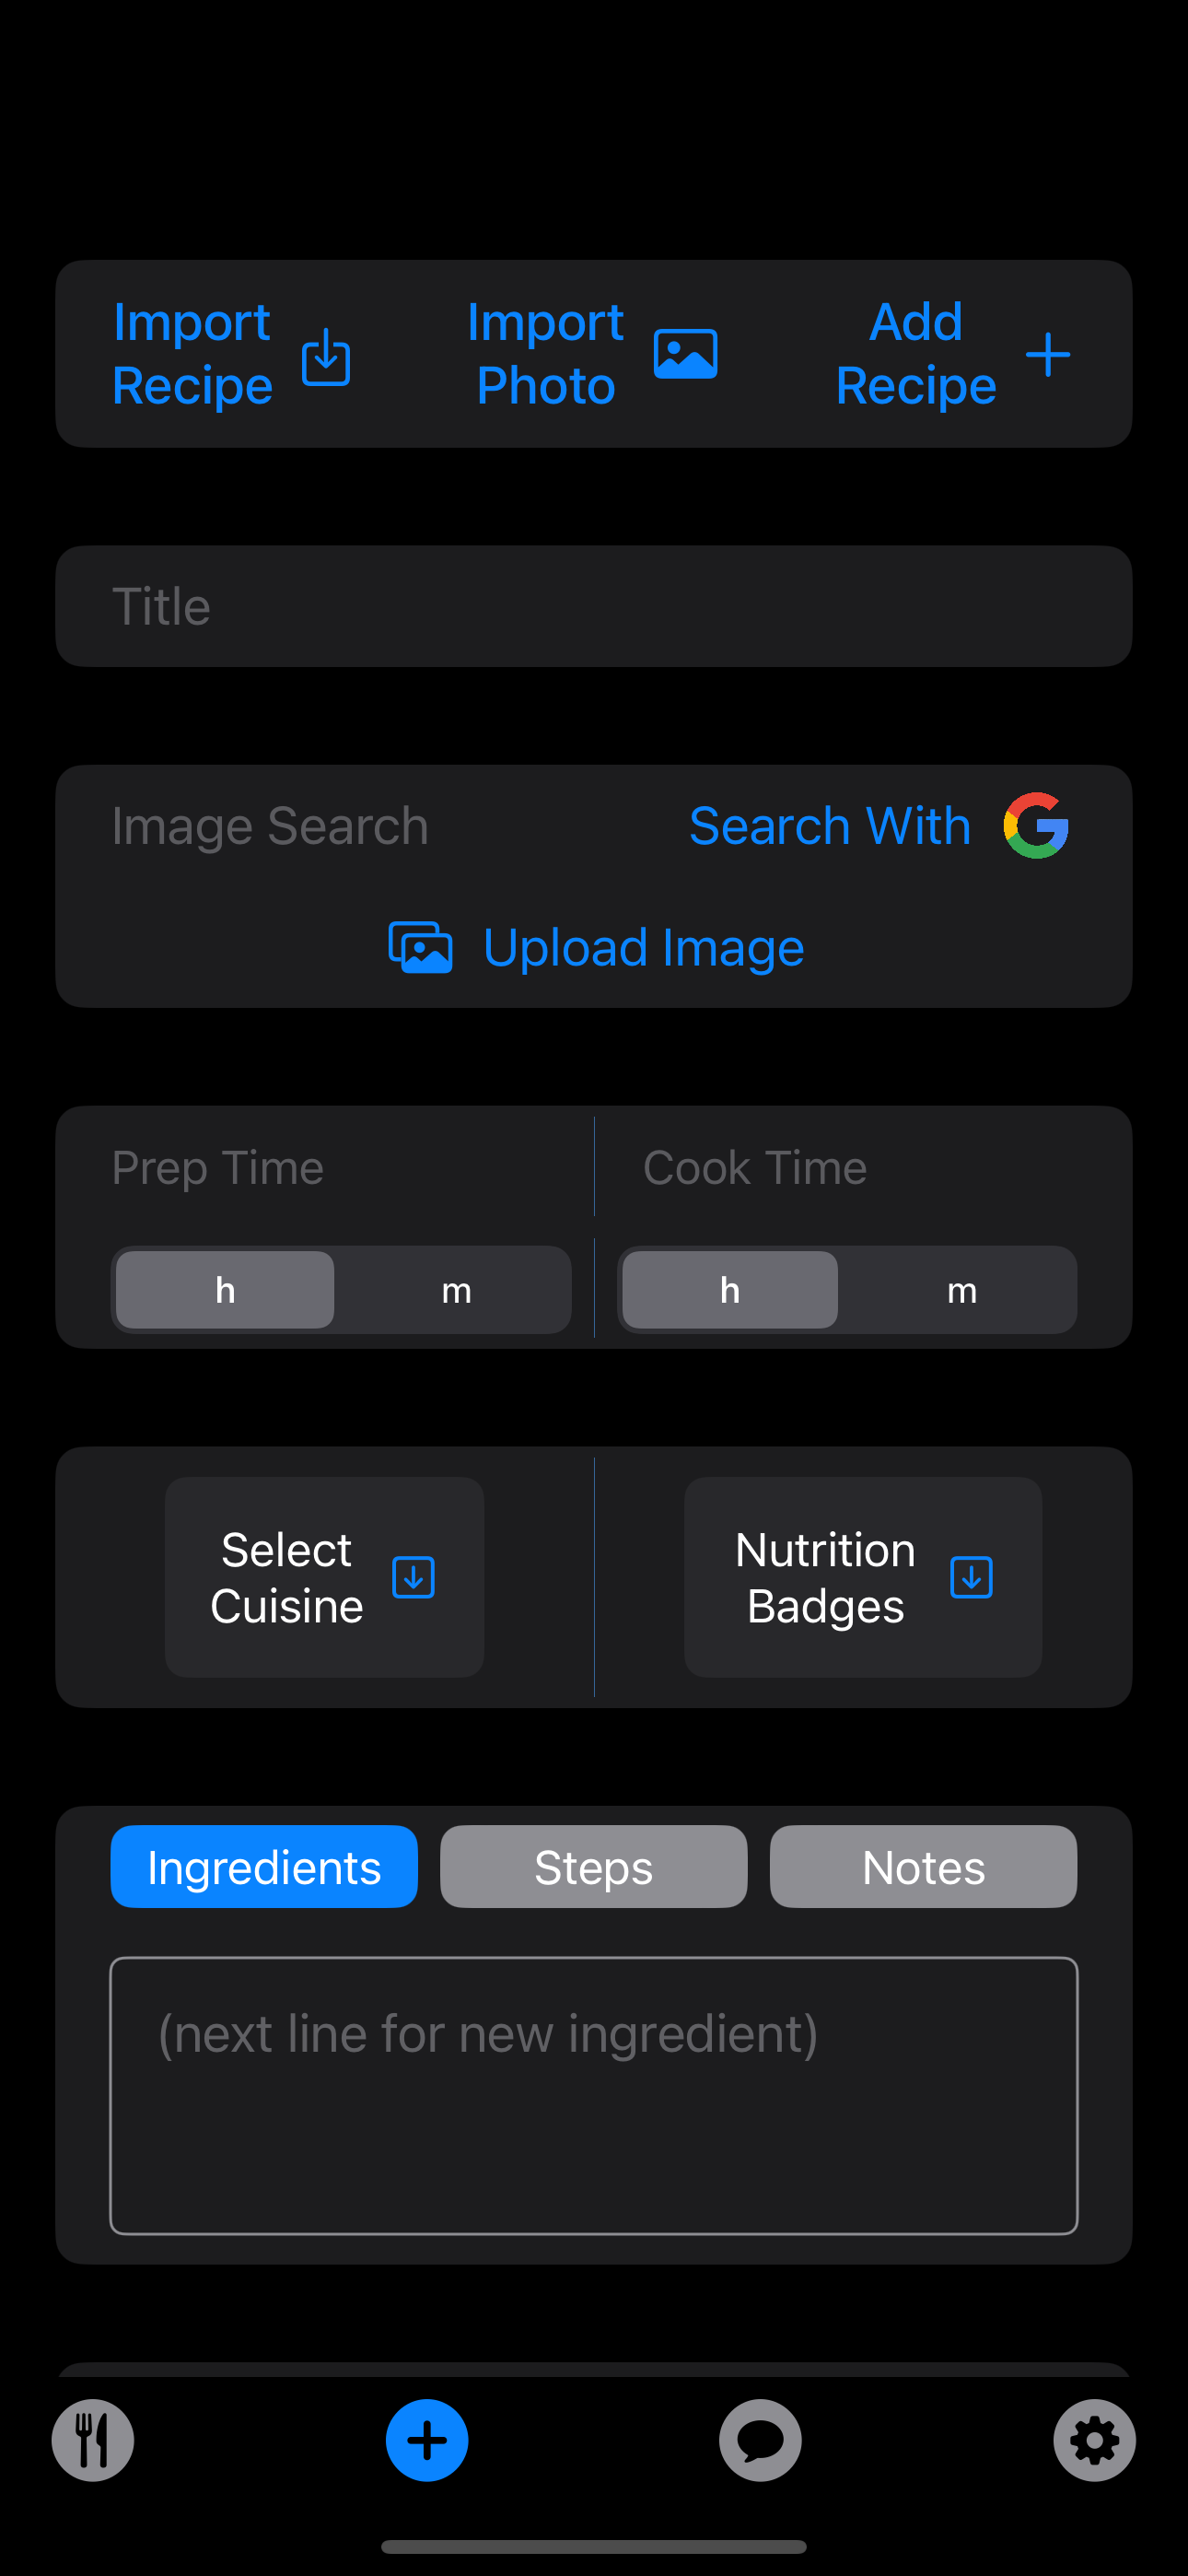 Import
Recipe
Import
Photo
Add
Recipe
Title
Image Search
Search With
Upload Image
Prep Time
Cook Time
h
m
h
m
Select
Cuisine
Nutrition
Badges
Ingredients
Steps
Notes
(next line for new ingredient)